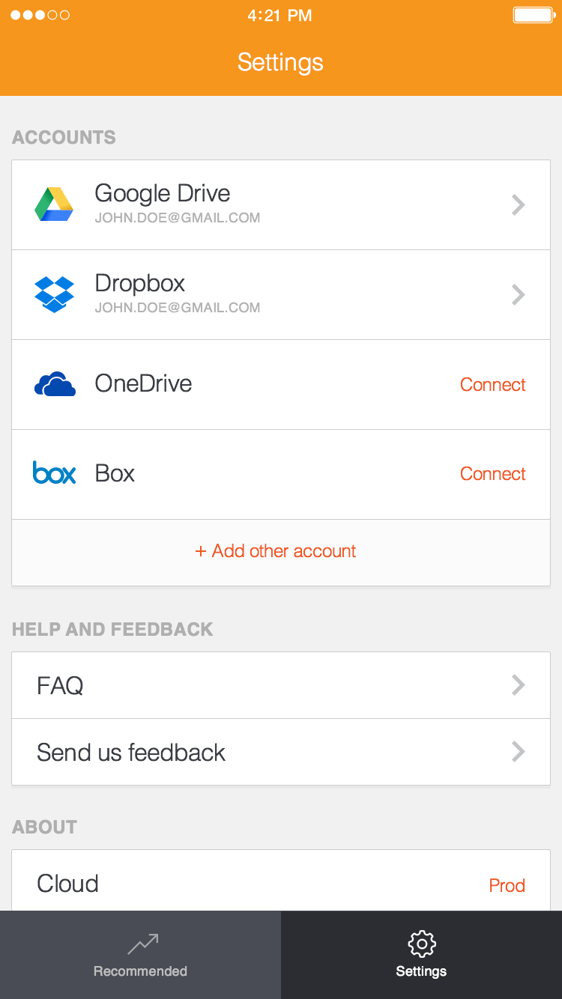 4:21 PM
Settings
ACCOUNTS
Google Drive
JOHN.DOE@GMAIL.COM
Dropbox
JOHN.DOE@GMAIL.COM
OneDrive
Connect
box
Box
Connect
+ Add other account
HELP AND FEEDBACK
FAQ
Send us feedback
ABOUT
Cloud
Prod
Recommended
Settings